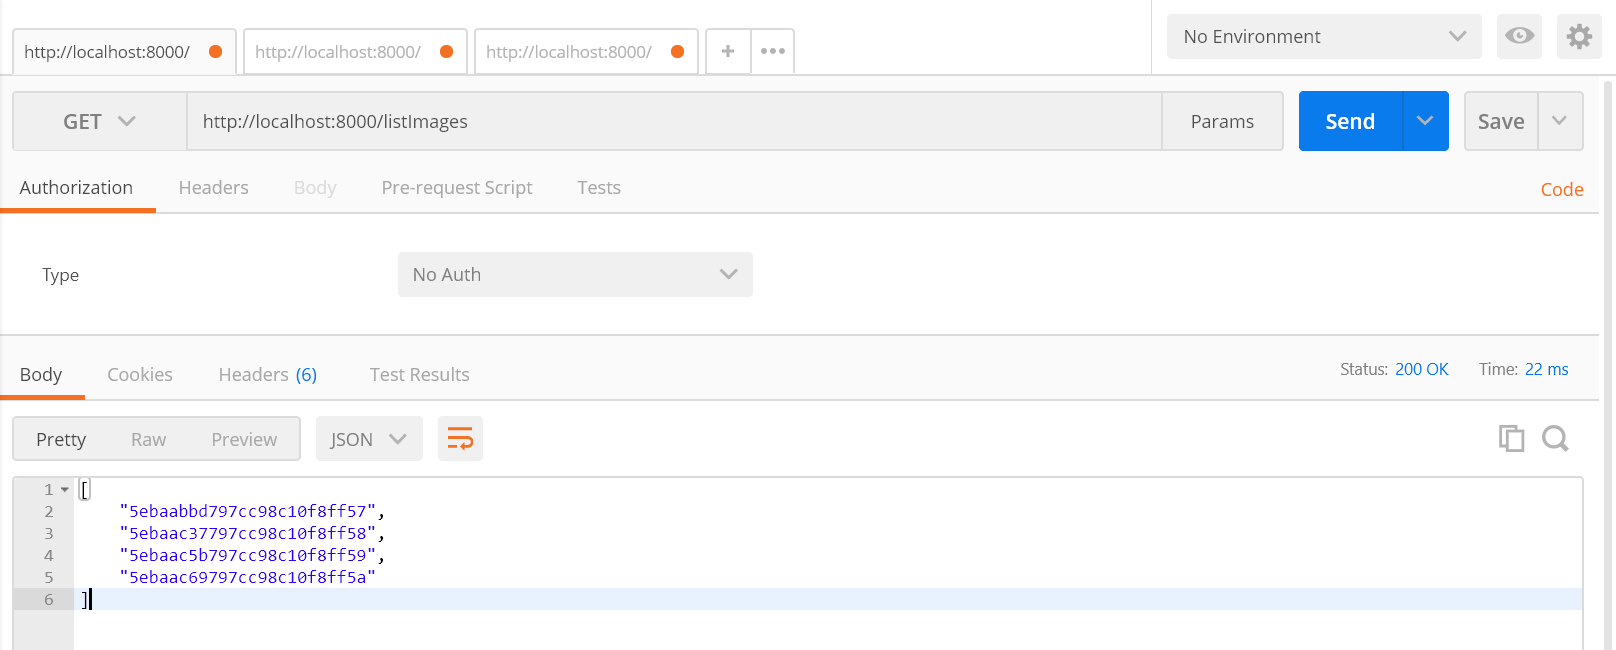 http://localhost:8000/ http://localhost:8000/ http://localhost:8000/ + ••• No Environment
GET http://localhost:8000/listImages Params Send Save
Authorization Headers Body Pre-request Script Tests Code
Type No Auth
Body Cookies Headers (6) Test Results Status: 200 OK Time: 22 ms
Pretty Raw Preview JSON
1 [
2 "5ebaabbd797cc98c10f8ff57",
3 "5ebaac37797cc98c10f8ff58",
4 "5ebaac5b797cc98c10f8ff59",
5 "5ebaac69797cc98c10f8ff5a"
6 ]